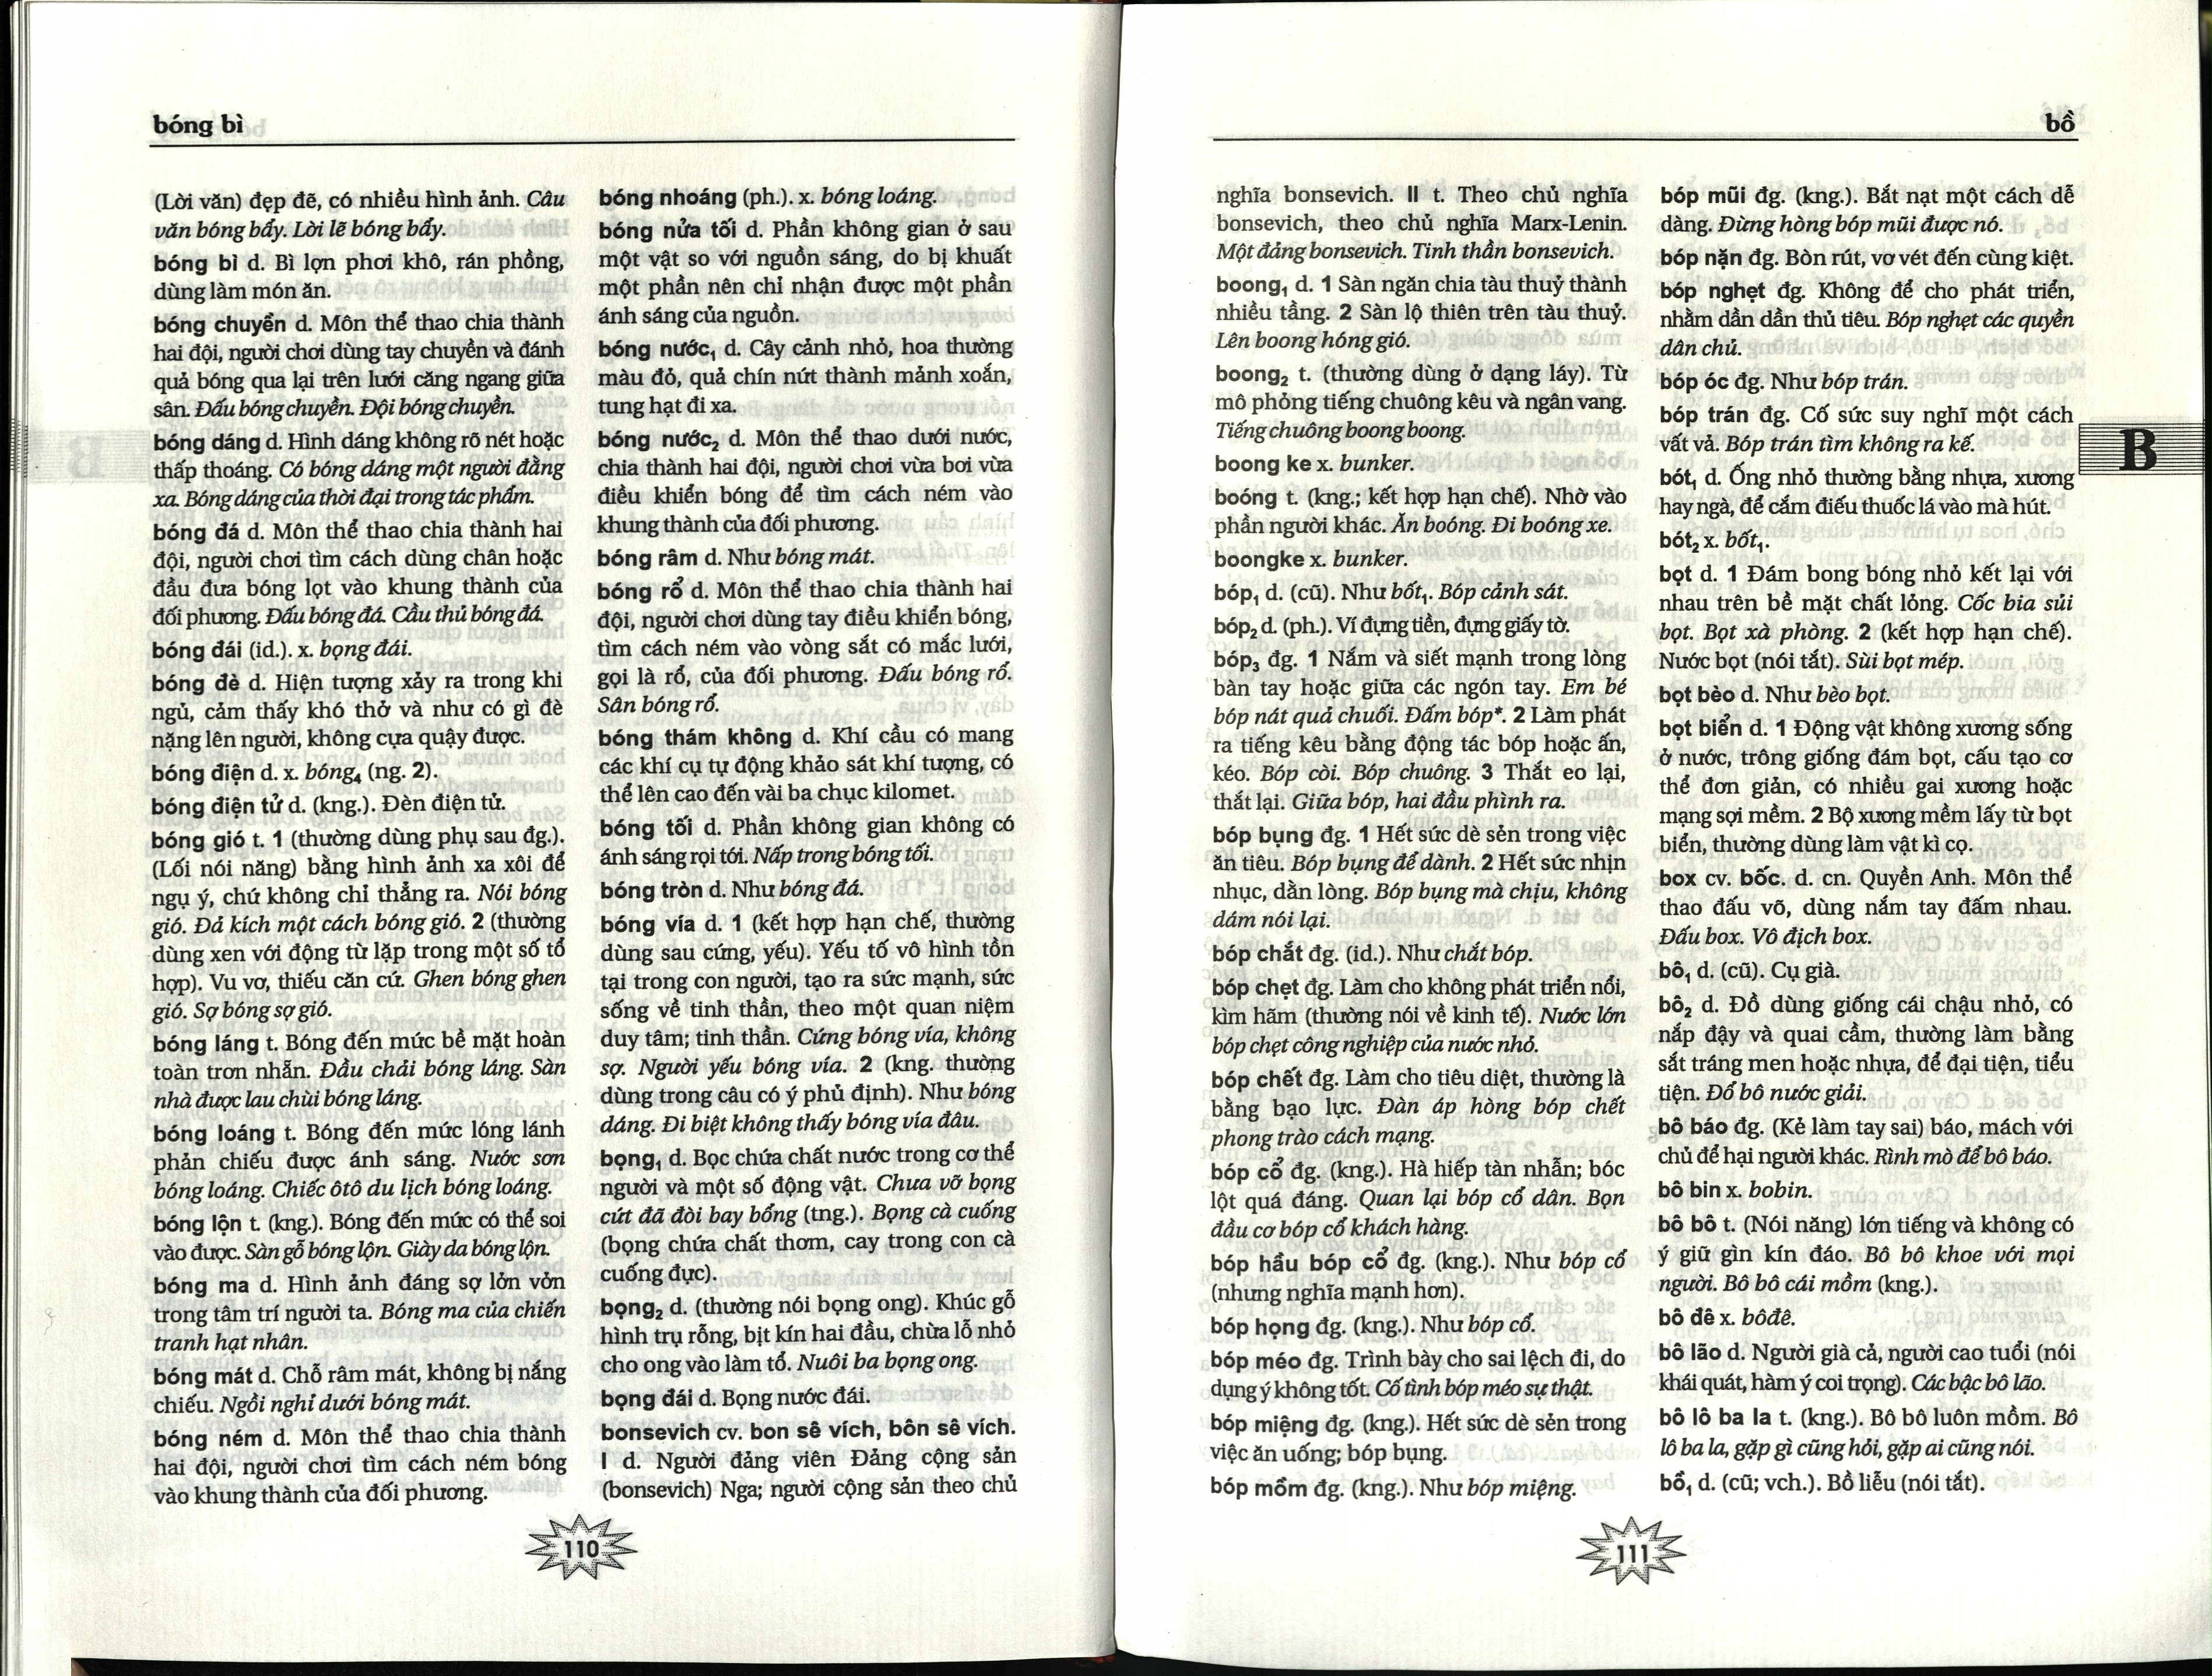 bóng bì
(Lời văn) đẹp đẽ, có nhiều hình ảnh. Câu
văn bóng bẩy. Lời lẽ bóng bẩy.
bóng bì d. Bì lợn phơi khô, rán phồng,
dùng làm món ăn.
bóng chuyền d. Môn thể thao chia thành
hai đội, người chơi dùng tay chuyền và đánh
quả bóng qua lại trên lưới căng ngang giữa
sân. Đấu bóng chuyền. Đội bóng chuyền.
bóng dáng d. Hình dáng không rõ nét hoặc
thấp thoáng. Có bóng dáng một người đằng
xa. Bóng dáng của thời đại trong tác phẩm.
bóng đá d. Môn thể thao chia thành hai
đội, người chơi tìm cách dùng chân hoặc
đầu đưa bóng lọt vào khung thành của
đối phương. Đấu bóng đá. Cầu thủ bóng đá.
bóng đái (id.). x. bọng đái.
bóng đè d. Hiện tượng xảy ra trong khi
ngủ, cảm thấy khó thở và như có gì đè
nặng lên người, không cựa quậy được.
bóng điện d. x. bóng₄ (ng. 2).
bóng điện tử d. (kng.). Đèn điện tử.
bóng gió t. 1 (thường dùng phụ sau đg.).
(Lối nói năng) bằng hình ảnh xa xôi để
ngụ ý, chứ không chỉ thẳng ra. Nói bóng
gió. Đả kích một cách bóng gió. 2 (thường
dùng xen với động từ lặp trong một số tổ
hợp). Vu vơ, thiếu căn cứ. Ghen bóng ghen
gió. Sợ bóng sợ gió.
bóng láng t. Bóng đến mức bề mặt hoàn
toàn trơn nhẵn. Đầu chải bóng láng. Sàn
nhà được lau chùi bóng láng.
bóng loáng t. Bóng đến mức lóng lánh
phản chiếu được ánh sáng. Nước sơn
bóng loáng. Chiếc ôtô du lịch bóng loáng.
bóng lộn t. (kng.). Bóng đến mức có thể soi
vào được. Sàn gỗ bóng lộn. Giày da bóng lộn.
bóng ma d. Hình ảnh đáng sợ lởn vởn
trong tâm trí người ta. Bóng ma của chiến
tranh hạt nhân.
bóng mát d. Chỗ râm mát, không bị nắng
chiếu. Ngồi nghỉ dưới bóng mát.
bóng ném d. Môn thể thao chia thành
hai đội, người chơi tìm cách ném bóng
vào khung thành của đối phương.
bóng nhoáng (ph.). x. bóng loáng.
bóng nửa tối d. Phần không gian ở sau
một vật so với nguồn sáng, do bị khuất
một phần nên chỉ nhận được một phần
ánh sáng của nguồn.
bóng nước₁ d. Cây cảnh nhỏ, hoa thường
màu đỏ, quả chín nứt thành mảnh xoắn,
tung hạt đi xa.
bóng nước₂ d. Môn thể thao dưới nước,
chia thành hai đội, người chơi vừa bơi vừa
điều khiển bóng để tìm cách ném vào
khung thành của đối phương.
bóng râm d. Như bóng mát.
bóng rổ d. Môn thể thao chia thành hai
đội, người chơi dùng tay điều khiển bóng,
tìm cách ném vào vòng sắt có mắc lưới,
gọi là rổ, của đối phương. Đấu bóng rổ.
Sân bóng rổ.
bóng thám không d. Khí cầu có mang
các khí cụ tự động khảo sát khí tượng, có
thể lên cao đến vài ba chục kilomet.
bóng tối d. Phần không gian không có
ánh sáng rọi tới. Nấp trong bóng tối.
bóng tròn d. Như bóng đá.
bóng vía d. 1 (kết hợp hạn chế, thường
dùng sau cứng, yếu). Yếu tố vô hình tồn
tại trong con người, tạo ra sức mạnh, sức
sống về tinh thần, theo một quan niệm
duy tâm; tinh thần. Cứng bóng vía, không
sợ. Người yếu bóng vía. 2 (kng. thường
dùng trong câu có ý phủ định). Như bóng
dáng. Đi biệt không thấy bóng vía đâu.
bọng₁ d. Bọc chứa chất nước trong cơ thể
người và một số động vật. Chưa vỡ bọng
cứt đã đòi bay bổng (tng.). Bọng cà cuống
(bọng chứa chất thơm, cay trong con cà
cuống đực).
bọng₂ d. (thường nói bọng ong). Khúc gỗ
hình trụ rỗng, bịt kín hai đầu, chừa lỗ nhỏ
cho ong vào làm tổ. Nuôi ba bọng ong.
bọng đái d. Bọng nước đái.
bonsevich cv. bon sê vích, bôn sê vích.
I d. Người đảng viên Đảng cộng sản
(bonsevich) Nga; người cộng sản theo chủ
110
bồ
nghĩa bonsevich. II t. Theo chủ nghĩa
bonsevich, theo chủ nghĩa Marx-Lenin.
Một đảng bonsevich. Tinh thần bonsevich.
boong₁ d. 1 Sàn ngăn chia tàu thuỷ thành
nhiều tầng. 2 Sàn lộ thiên trên tàu thuỷ.
Lên boong hóng gió.
boong₂ t. (thường dùng ở dạng láy). Từ
mô phỏng tiếng chuông kêu và ngân vang.
Tiếng chuông boong boong.
boong ke x. bunker.
boóng t. (kng.; kết hợp hạn chế). Nhờ vào
phần người khác. Ăn boóng. Đi boóng xe.
boongke x. bunker.
bóp₁ d. (cũ). Như bốt₁. Bóp cảnh sát.
bóp₂ d. (ph.). Ví đựng tiền, đựng giấy tờ.
bóp₃ đg. 1 Nắm và siết mạnh trong lòng
bàn tay hoặc giữa các ngón tay. Em bé
bóp nát quả chuối. Đấm bóp*. 2 Làm phát
ra tiếng kêu bằng động tác bóp hoặc ấn,
kéo. Bóp còi. Bóp chuông. 3 Thắt eo lại,
thắt lại. Giữa bóp, hai đầu phình ra.
bóp bụng đg. 1 Hết sức dè sẻn trong việc
ăn tiêu. Bóp bụng để dành. 2 Hết sức nhịn
nhục, dằn lòng. Bóp bụng mà chịu, không
dám nói lại.
bóp chắt đg. (id.). Như chắt bóp.
bóp chẹt đg. Làm cho không phát triển nổi,
kìm hãm (thường nói về kinh tế). Nước lớn
bóp chẹt công nghiệp của nước nhỏ.
bóp chết đg. Làm cho tiêu diệt, thường là
bằng bạo lực. Đàn áp hòng bóp chết
phong trào cách mạng.
bóp cổ đg. (kng.). Hà hiếp tàn nhẫn; bóc
lột quá đáng. Quan lại bóp cổ dân. Bọn
đầu cơ bóp cổ khách hàng.
bóp hầu bóp cổ đg. (kng.). Như bóp cổ
(nhưng nghĩa mạnh hơn).
bóp họng đg. (kng.). Như bóp cổ.
bóp méo đg. Trình bày cho sai lệch đi, do
dụng ý không tốt. Cố tình bóp méo sự thật.
bóp miệng đg. (kng.). Hết sức dè sẻn trong
việc ăn uống; bóp bụng.
bóp mồm đg. (kng.). Như bóp miệng.
bóp mũi đg. (kng.). Bắt nạt một cách dễ
dàng. Đừng hòng bóp mũi được nó.
bóp nặn đg. Bòn rút, vơ vét đến cùng kiệt.
bóp nghẹt đg. Không để cho phát triển,
nhằm dần dần thủ tiêu. Bóp nghẹt các quyền
dân chủ.
bóp óc đg. Như bóp trán.
bóp trán đg. Cố sức suy nghĩ một cách
vất vả. Bóp trán tìm không ra kế.
bót₁ d. Ống nhỏ thường bằng nhựa, xương
hay ngà, để cắm điếu thuốc lá vào mà hút.
bót₂ x. bốt₁.
bọt d. 1 Đám bong bóng nhỏ kết lại với
nhau trên bề mặt chất lỏng. Cốc bia sủi
bọt. Bọt xà phòng. 2 (kết hợp hạn chế).
Nước bọt (nói tắt). Sùi bọt mép.
bọt bèo d. Như bèo bọt.
bọt biển d. 1 Động vật không xương sống
ở nước, trông giống đám bọt, cấu tạo cơ
thể đơn giản, có nhiều gai xương hoặc
mạng sợi mềm. 2 Bộ xương mềm lấy từ bọt
biển, thường dùng làm vật kì cọ.
box cv. bốc. d. cn. Quyền Anh. Môn thể
thao đấu võ, dùng nắm tay đấm nhau.
Đấu box. Vô địch box.
bô₁ d. (cũ). Cụ già.
bô₂ d. Đồ dùng giống cái chậu nhỏ, có
nắp đậy và quai cầm, thường làm bằng
sắt tráng men hoặc nhựa, để đại tiện, tiểu
tiện. Đổ bô nước giải.
bô báo đg. (Kẻ làm tay sai) báo, mách với
chủ để hại người khác. Rình mò để bô báo.
bô bin x. bobin.
bô bô t. (Nói năng) lớn tiếng và không có
ý giữ gìn kín đáo. Bô bô khoe với mọi
người. Bô bô cái mồm (kng.).
bô đê x. bôđê.
bô lão d. Người già cả, người cao tuổi (nói
khái quát, hàm ý coi trọng). Các bậc bô lão.
bô lô ba la t. (kng.). Bô bô luôn mồm. Bô
lô ba la, gặp gì cũng hỏi, gặp ai cũng nói.
bồ₁ d. (cũ; vch.). Bồ liễu (nói tắt).
B
111